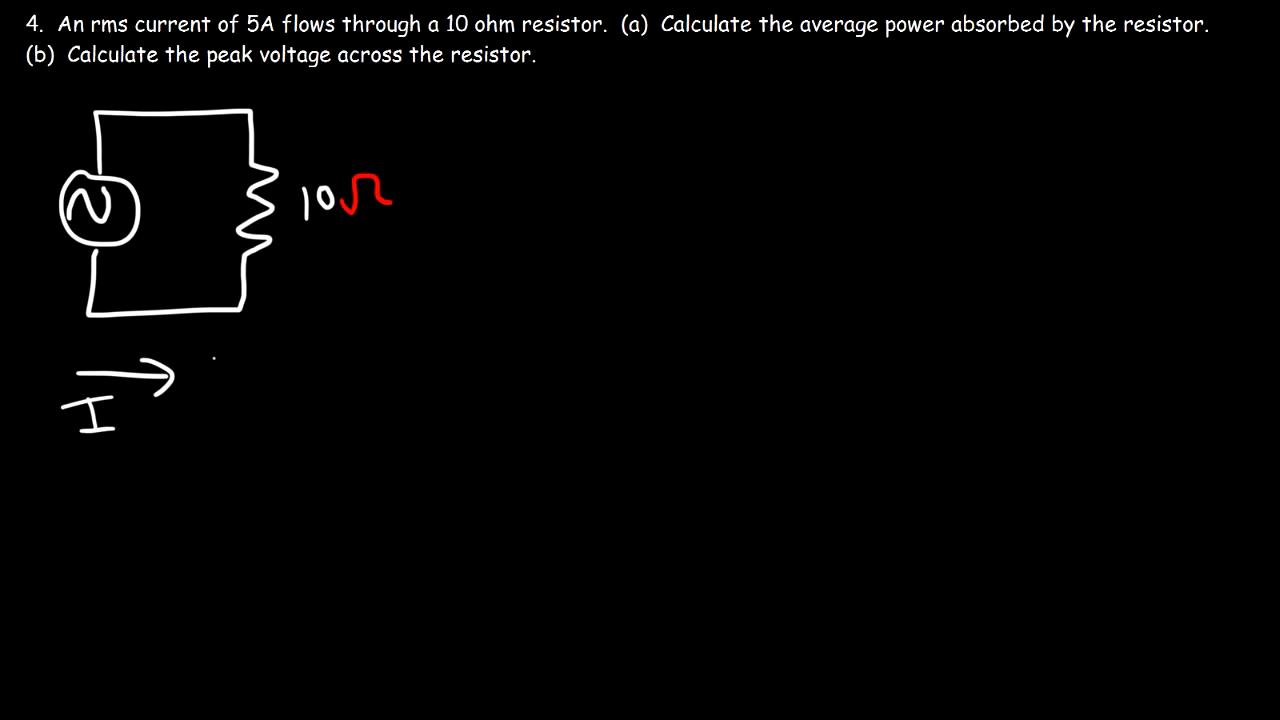 4. An rms current of 5A flows through a 10 ohm resistor. (a) Calculate the average power absorbed by the resistor.
(b) Calculate the peak voltage across the resistor.
10Ω
I